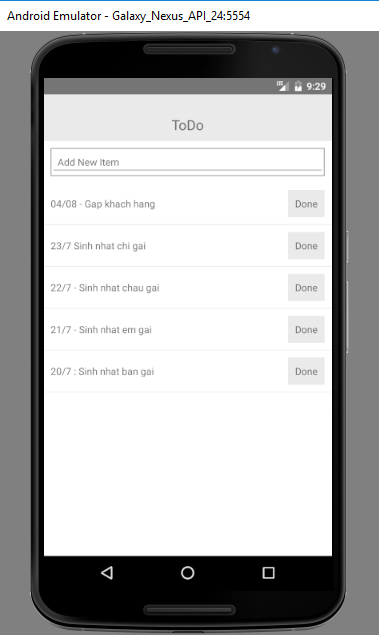 Android Emulator - Galaxy_Nexus_API_24:5554
9:29
ToDo
Add New Item
04/08 - Gap khach hang
Done
23/7 Sinh nhat chi gai
Done
22/7 - Sinh nhat chau gai
Done
21/7 - Sinh nhat em gai
Done
20/7 : Sinh nhat ban gai
Done